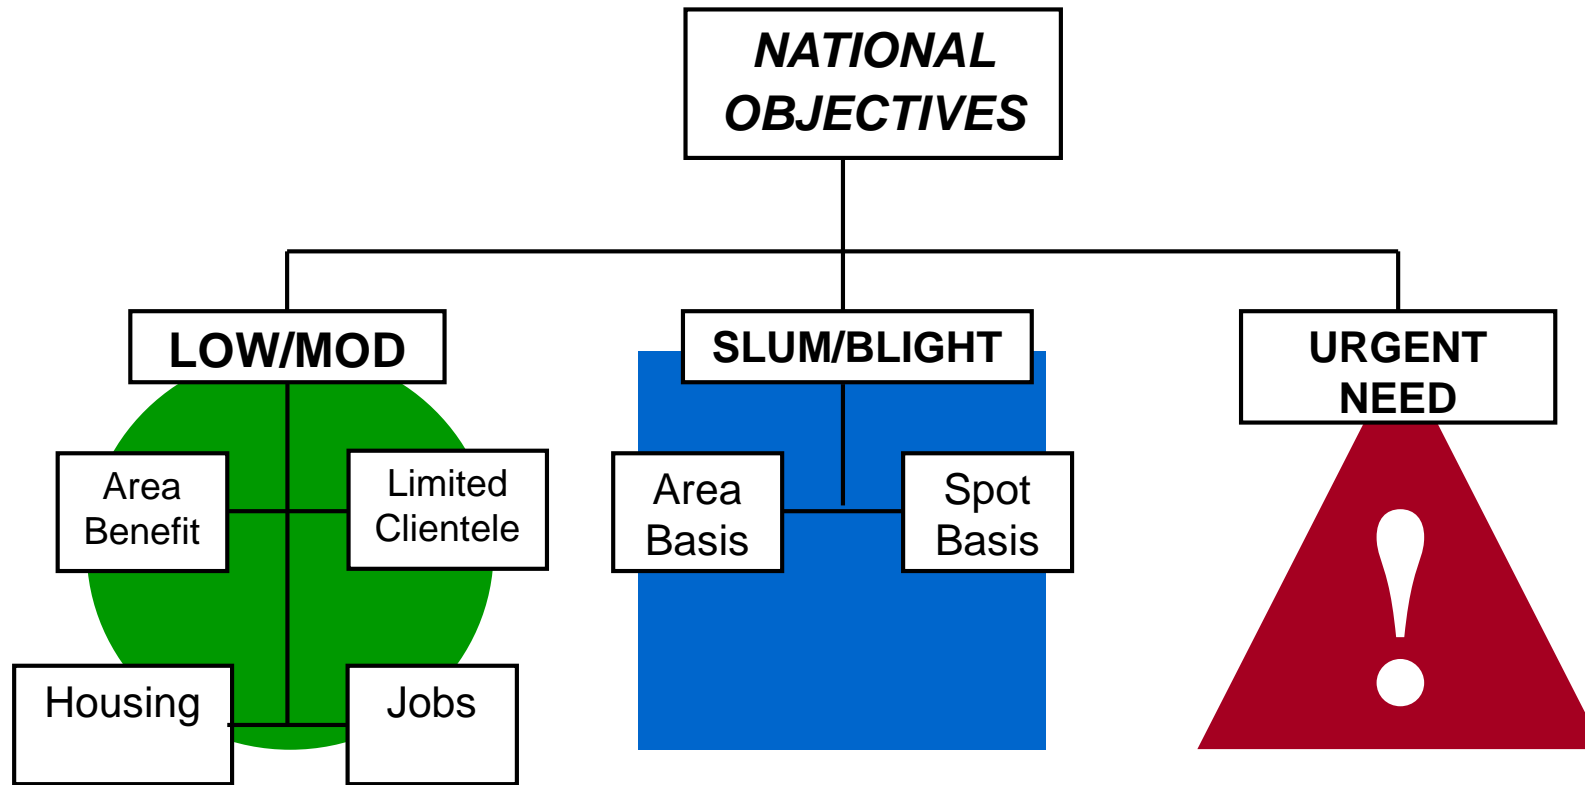 NATIONAL
OBJECTIVES
LOW/MOD
SLUM/BLIGHT
URGENT
NEED
Area
Benefit
Limited
Clientele
Area
Basis
Spot
Basis
!
Housing
Jobs